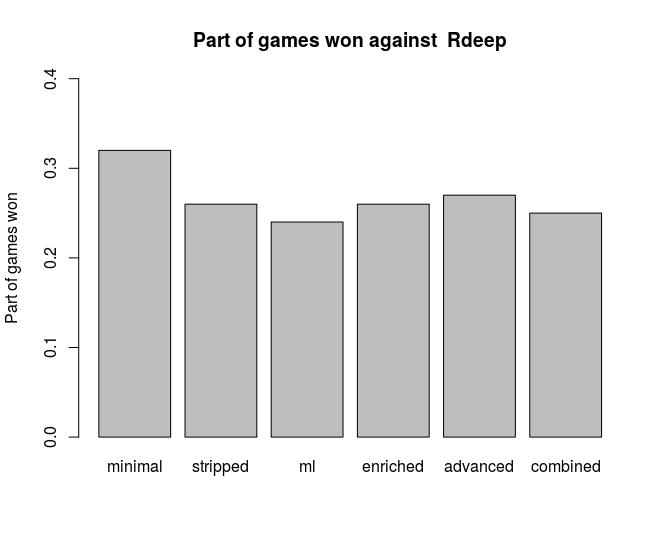 Part of games won against  Rdeep
Part of games won
0.4
0.3
0.2
0.1
0.0
minimal stripped ml enriched advanced combined